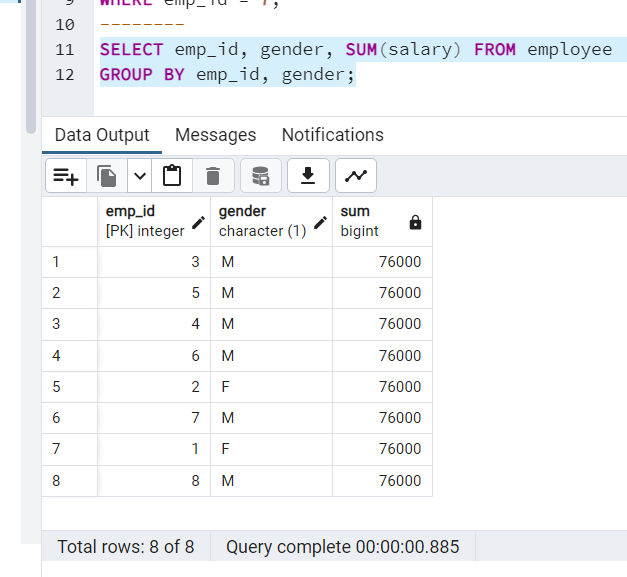 9 WHERE emp_id = 7;
10 --------
11 SELECT emp_id, gender, SUM(salary) FROM employee
12 GROUP BY emp_id, gender;
Data Output Messages Notifications
emp_id gender sum
[PK] integer character (1) bigint
1 3 M 76000
2 5 M 76000
3 4 M 76000
4 6 M 76000
5 2 F 76000
6 7 M 76000
7 1 F 76000
8 8 M 76000
Total rows: 8 of 8 Query complete 00:00:00.885